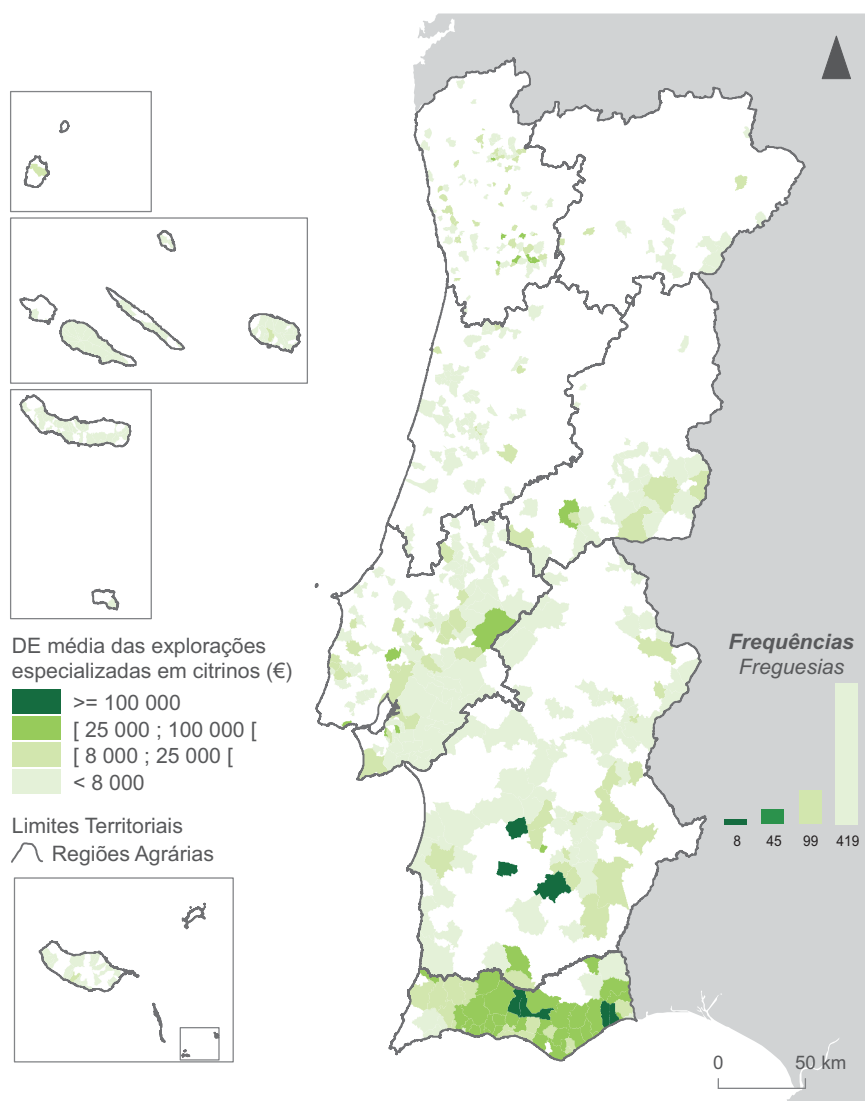 DE média das explorações
especializadas em citrinos (€)
>= 100 000
[ 25 000 ; 100 000 [
[ 8 000 ; 25 000 [
< 8 000
Limites Territoriais
Regiões Agrárias
Frequências
Freguesias
8 45 99 419
0 50 km